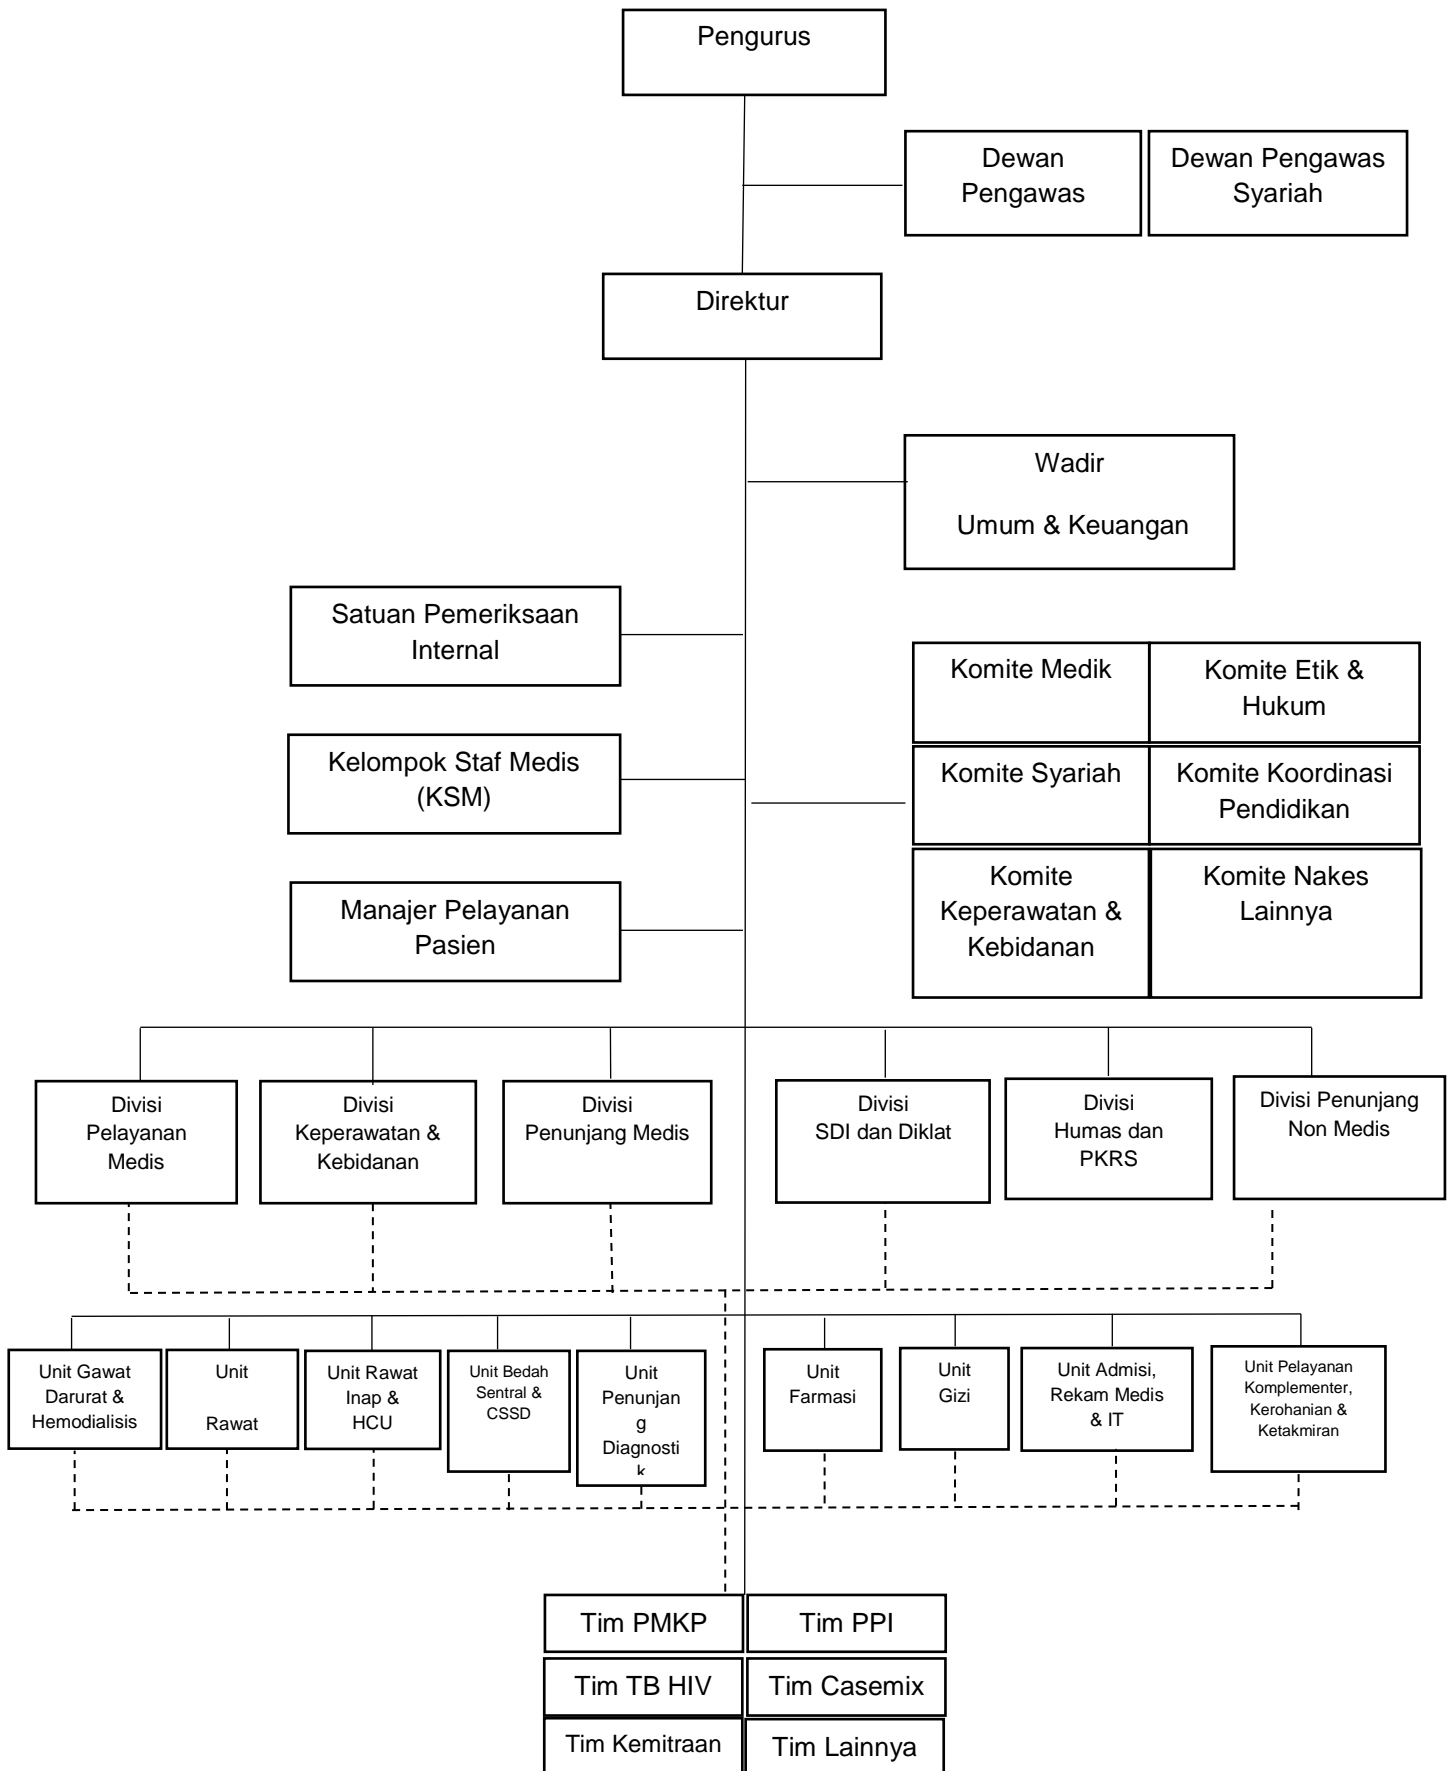 Pengurus
Dewan
Pengawas
Dewan Pengawas
Syariah
Direktur
Wadir
Umum & Keuangan
Satuan Pemeriksaan
Internal
Kelompok Staf Medis
(KSM)
Manajer Pelayanan
Pasien
Komite Medik
Komite Etik &
Hukum
Komite Syariah
Komite Koordinasi
Pendidikan
Komite
Keperawatan &
Kebidanan
Komite Nakes
Lainnya
Divisi
Pelayanan
Medis
Divisi
Keperawatan &
Kebidanan
Divisi
Penunjang Medis
Divisi
SDI dan Diklat
Divisi
Humas dan
PKRS
Divisi Penunjang
Non Medis
Unit Gawat
Darurat &
Hemodialisis
Unit
Rawat
Unit Rawat
Inap &
HCU
Unit Bedah
Sentral &
CSSD
Unit
Penunjan
g
Diagnosti
k
Unit
Farmasi
Unit
Gizi
Unit Admisi,
Rekam Medis
& IT
Unit Pelayanan
Komplementer,
Kerohanian &
Ketakmiran
Tim PMKP
Tim PPI
Tim TB HIV
Tim Casemix
Tim Kemitraan
Tim Lainnya